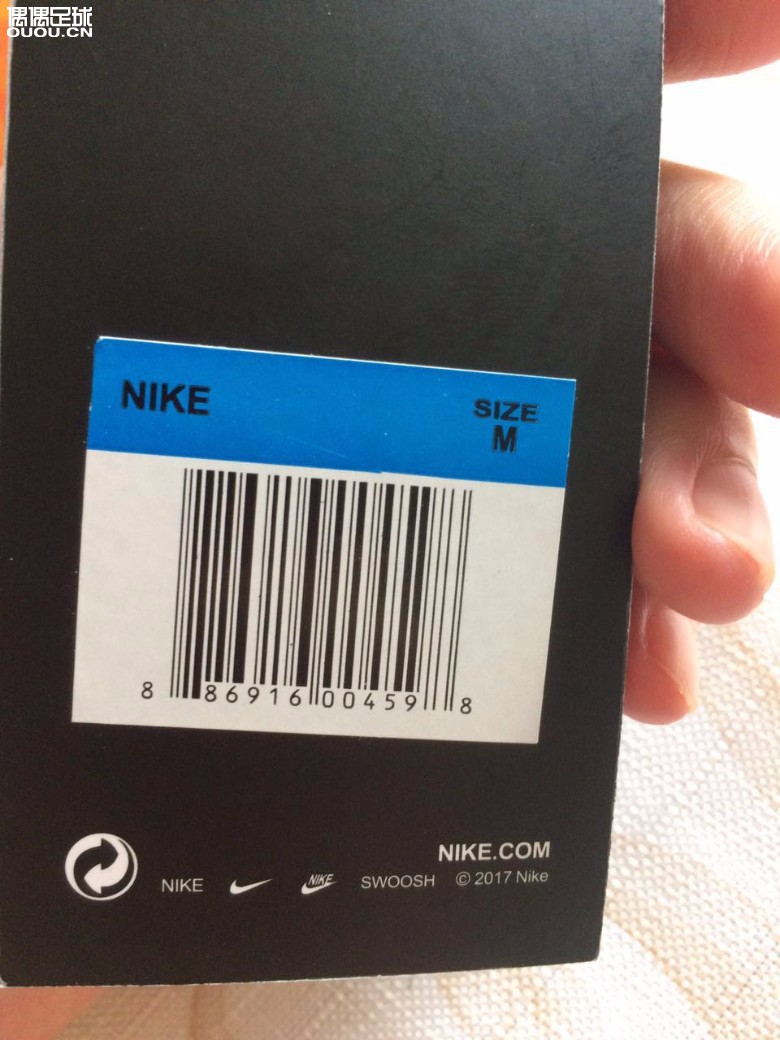 偶偶足球
OUOU.CN
NIKE
SIZE
M
8 86916 00459 8
NIKE.COM
NIKE NIKE SWOOSH © 2017 Nike